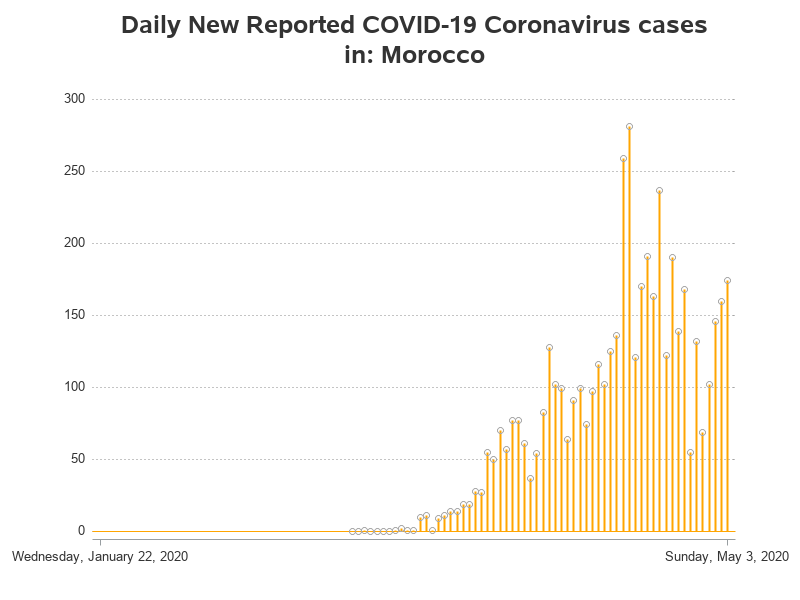 Daily New Reported COVID-19 Coronavirus cases
in: Morocco
300
250
200
150
100
50
0
Wednesday, January 22, 2020
Sunday, May 3, 2020